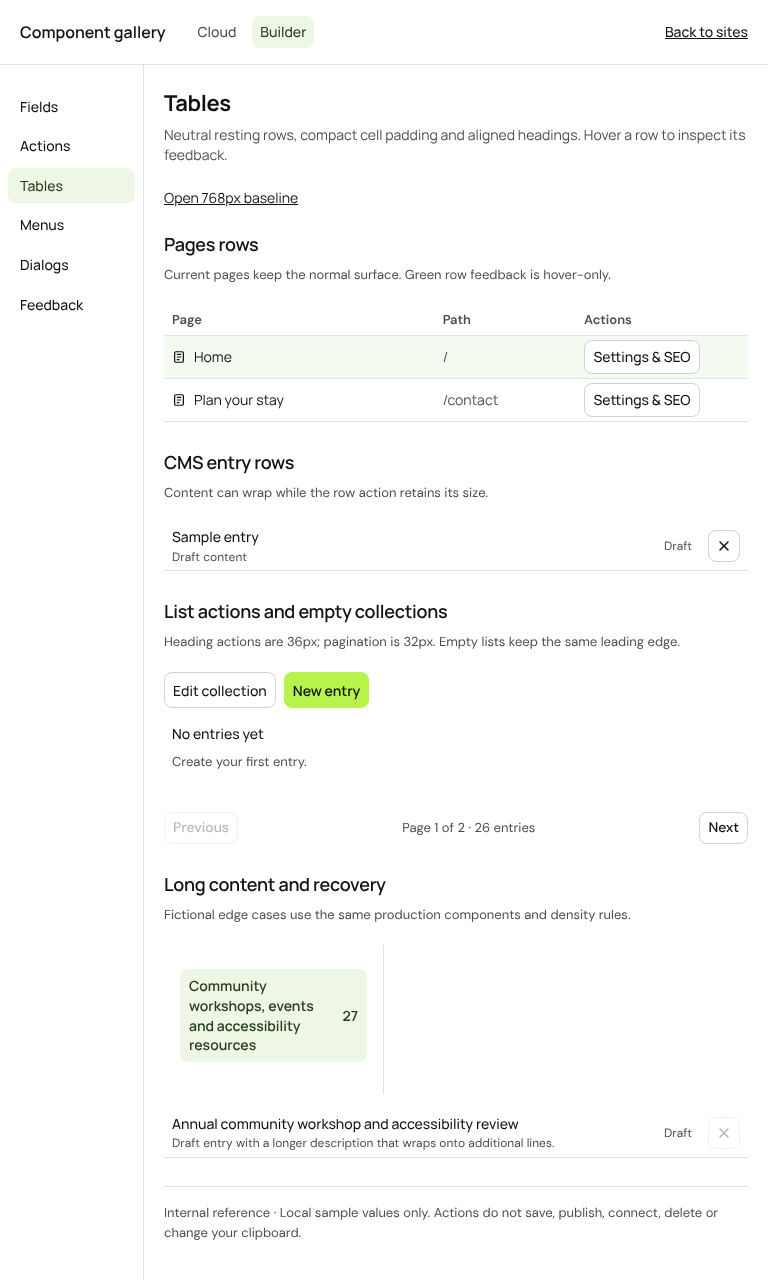 Component gallery
Cloud
Builder
Back to sites
Fields
Actions
Tables
Menus
Dialogs
Feedback
Tables
Neutral resting rows, compact cell padding and aligned headings. Hover a row to inspect its
feedback.
Open 768px baseline
Pages rows
Current pages keep the normal surface. Green row feedback is hover-only.
Page Path Actions
Home / Settings & SEO
Plan your stay /contact Settings & SEO
CMS entry rows
Content can wrap while the row action retains its size.
Sample entry
Draft content
Draft
List actions and empty collections
Heading actions are 36px; pagination is 32px. Empty lists keep the same leading edge.
Edit collection New entry
No entries yet
Create your first entry.
Previous Page 1 of 2 · 26 entries Next
Long content and recovery
Fictional edge cases use the same production components and density rules.
Community
workshops, events
and accessibility
resources
27
Annual community workshop and accessibility review
Draft entry with a longer description that wraps onto additional lines.
Draft
Internal reference · Local sample values only. Actions do not save, publish, connect, delete or
change your clipboard.